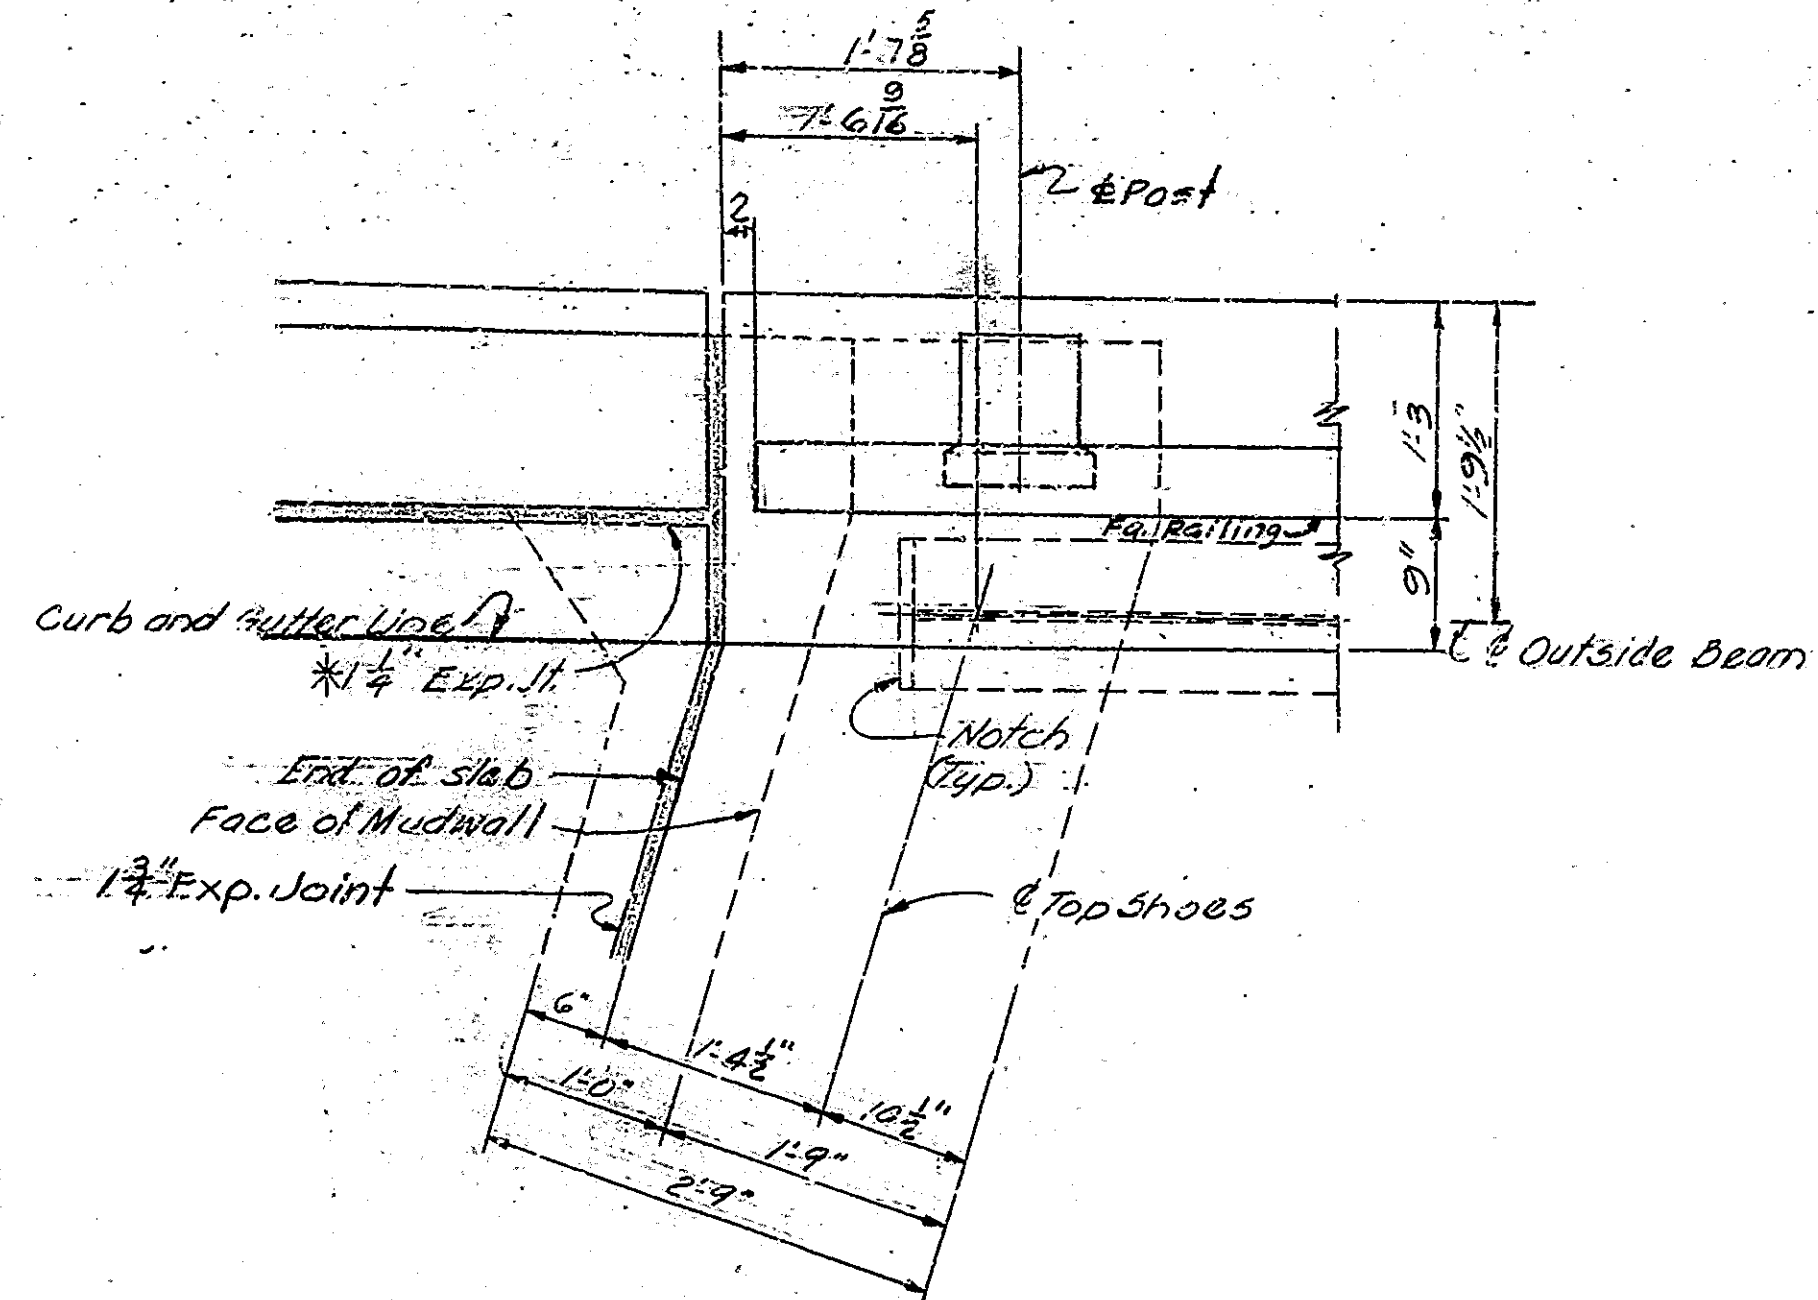 1'-7 5/8
1'-6 9/16
2"
℄ Post
1'-3
1'-9½"
9"
Fa. Railing
Curb and Gutter Line
*1¼" Exp. Jt.
℄ Outside Beam
Notch
(Typ.)
End of slab
Face of Mudwall
1¾" Exp. Joint
℄ Top Shoes
6"
1'-4½"
10½"
1'-0"
1'-9"
2'-9"